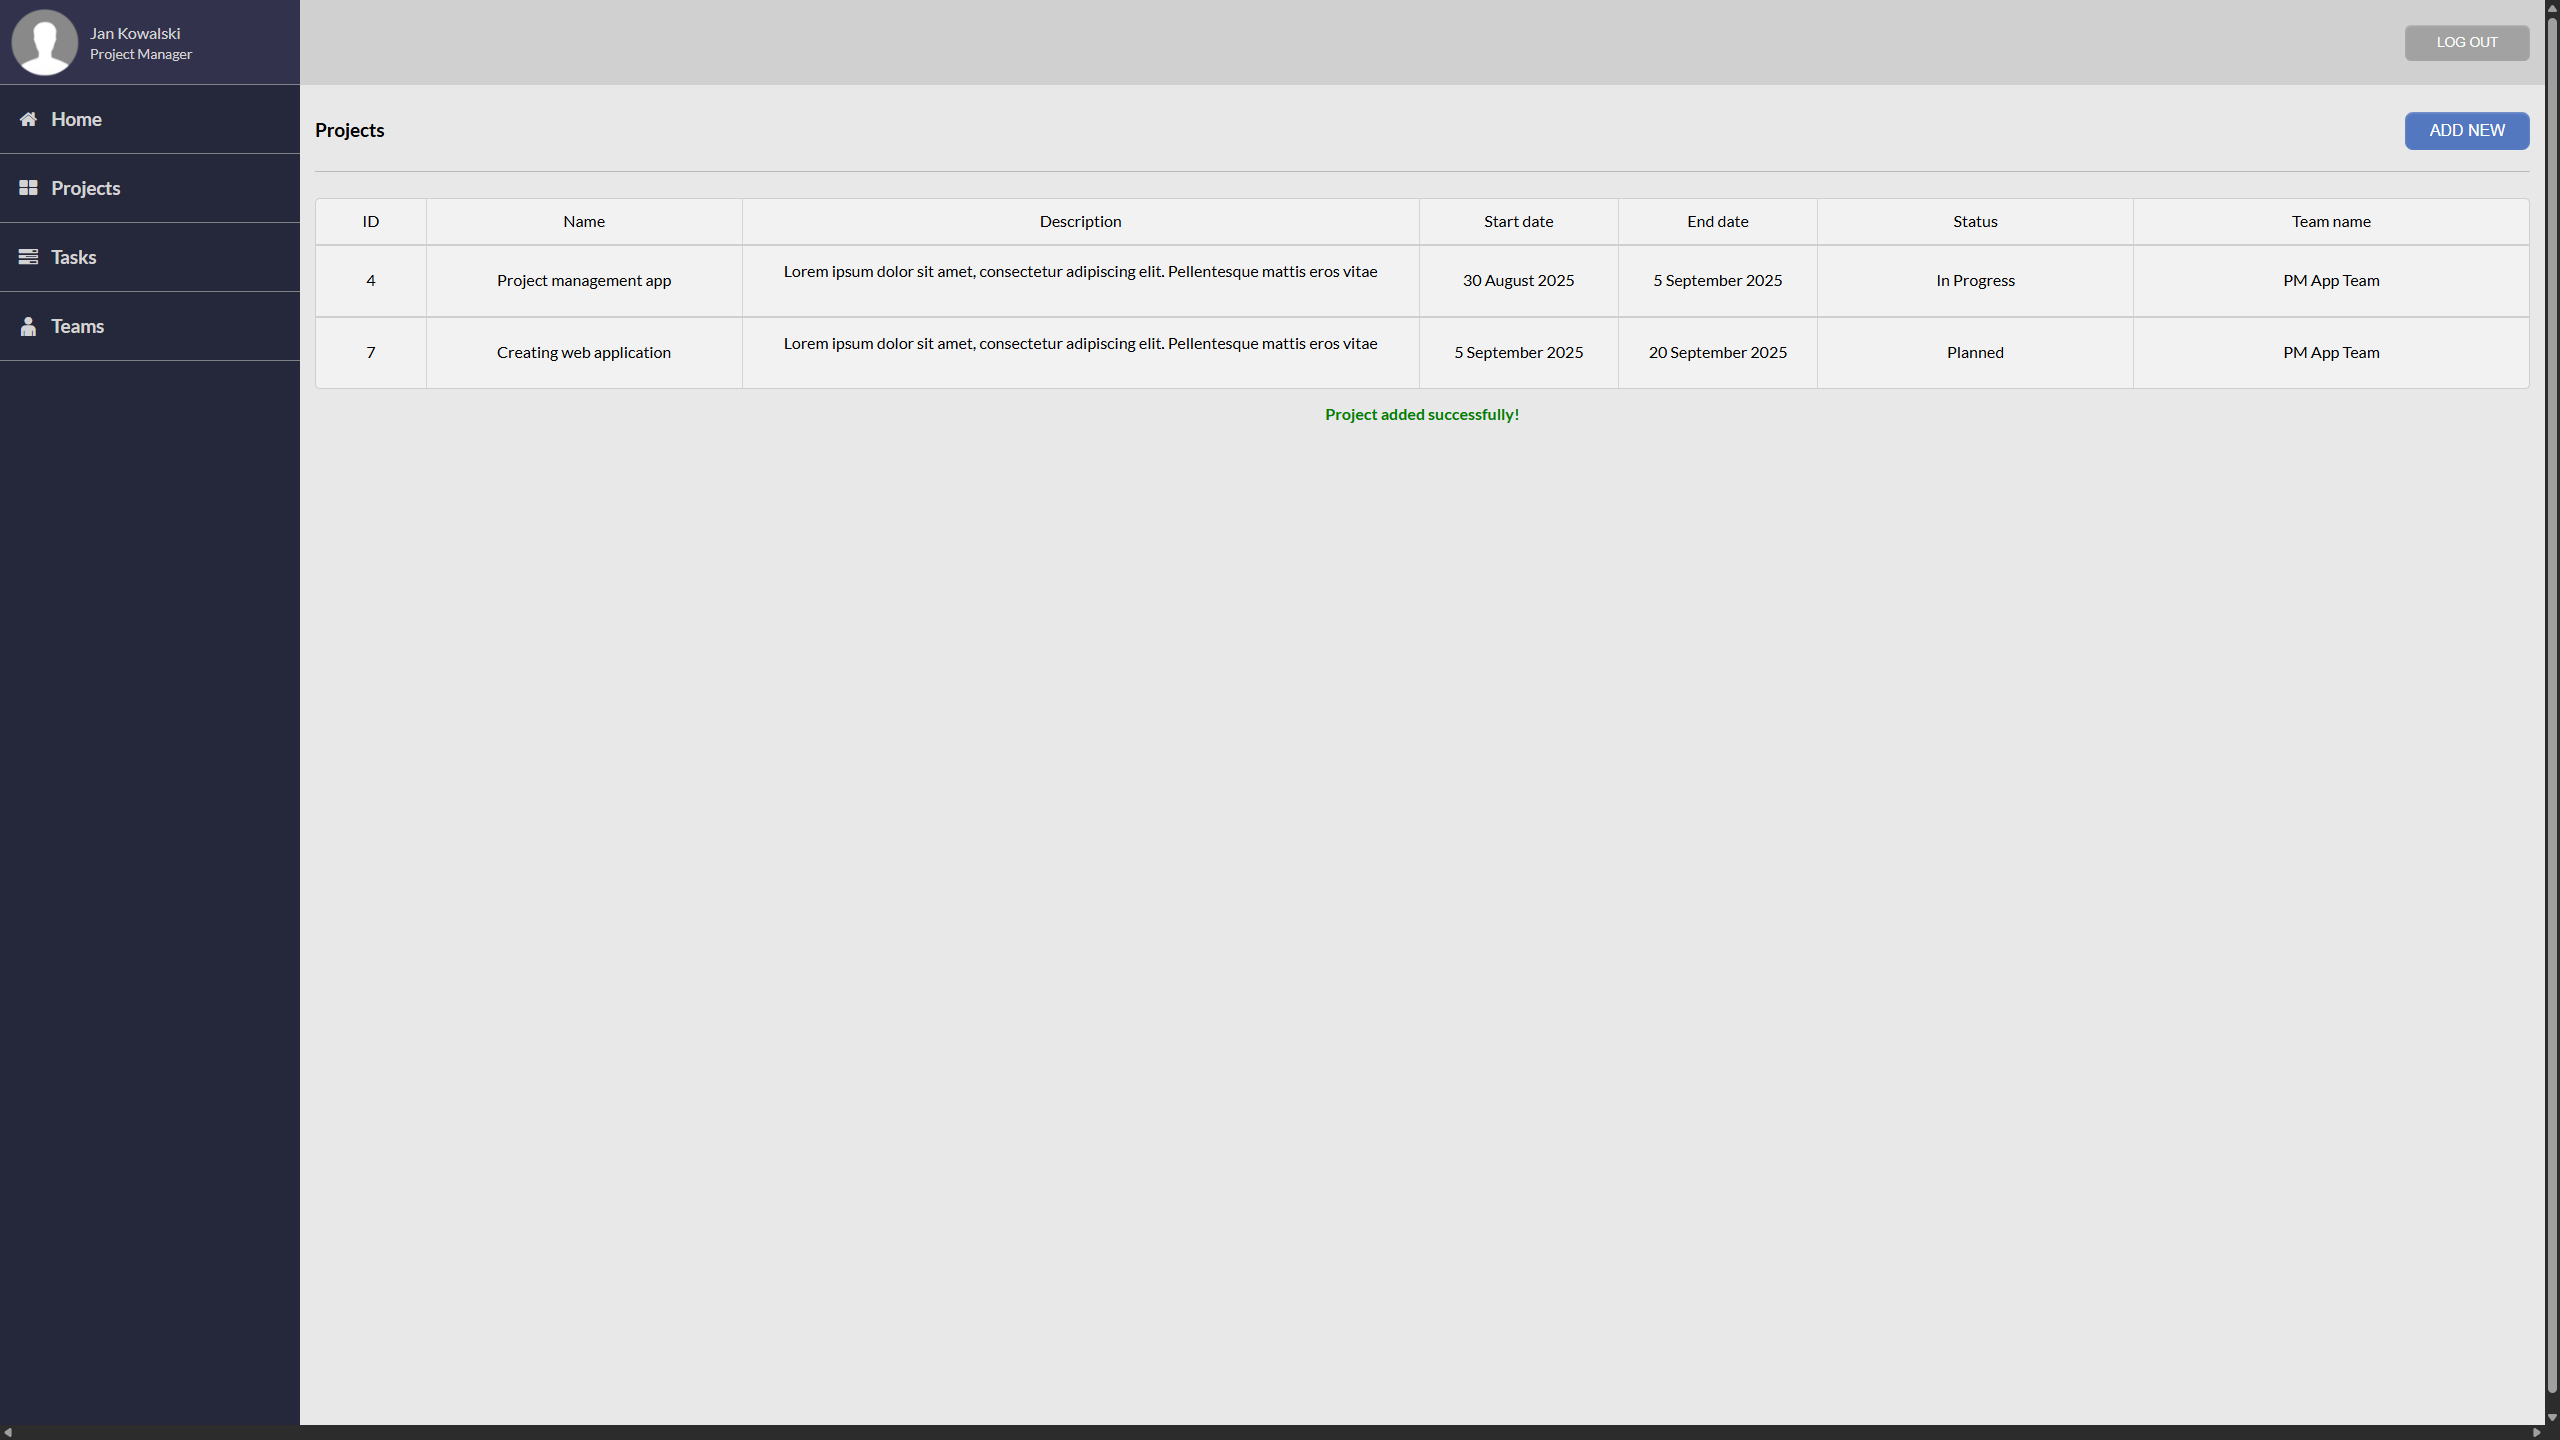 Jan Kowalski
Project Manager
LOG OUT
Home
Projects
Tasks
Teams
Projects
ADD NEW
ID Name Description Start date End date Status Team name
4 Project management app Lorem ipsum dolor sit amet, consectetur adipiscing elit. Pellentesque mattis eros vitae 30 August 2025 5 September 2025 In Progress PM App Team
7 Creating web application Lorem ipsum dolor sit amet, consectetur adipiscing elit. Pellentesque mattis eros vitae 5 September 2025 20 September 2025 Planned PM App Team
Project added successfully!